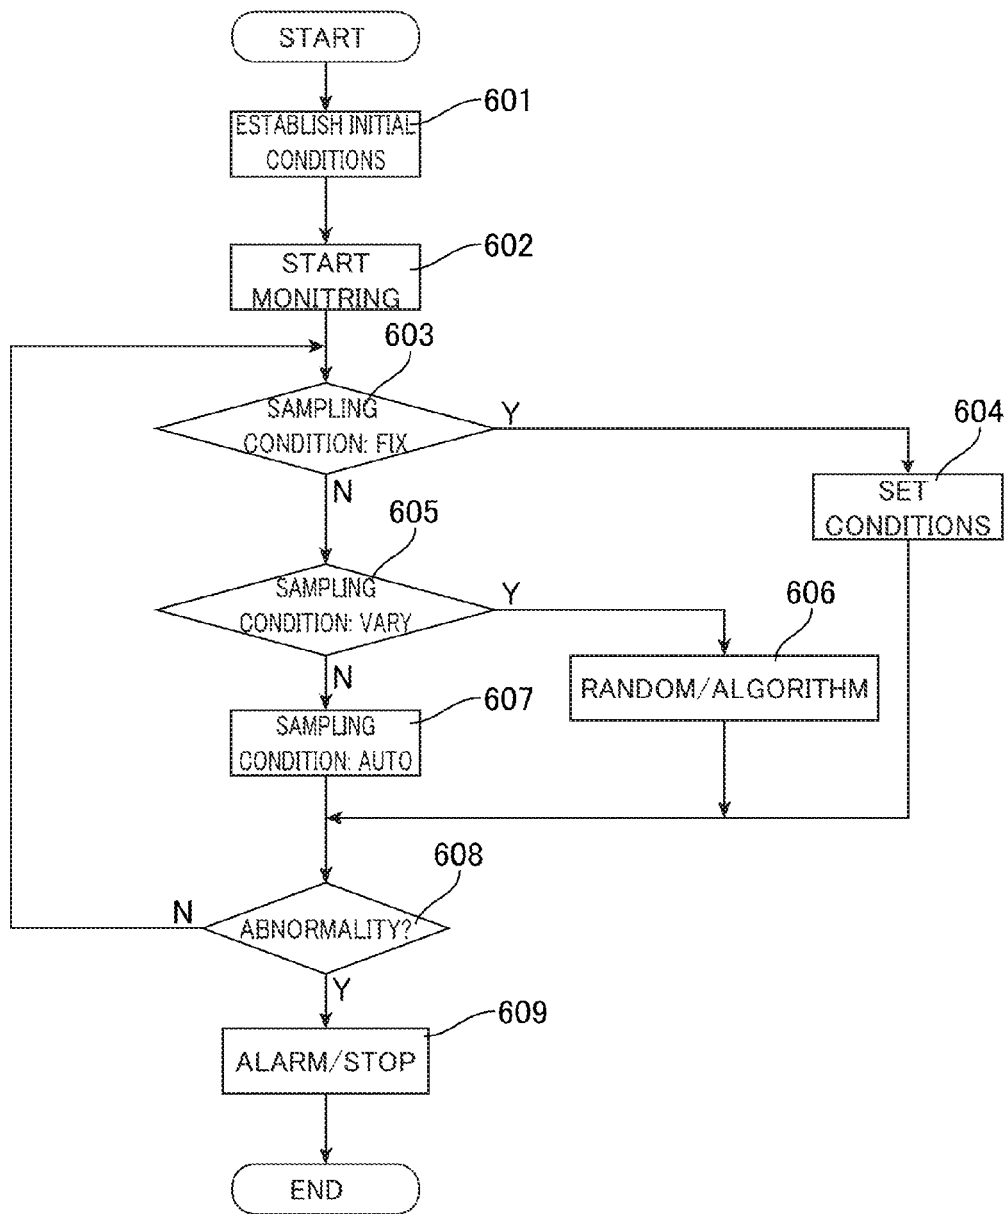 START
601
ESTABLISH INITIAL
CONDITIONS
602
START
MONITRING
603
SAMPLING
CONDITION: FIX
Y
604
SET
CONDITIONS
N
605
SAMPLING
CONDITION: VARY
Y
606
RANDOM/ALGORITHM
N
607
SAMPLING
CONDITION: AUTO
608
N
ABNORMALITY?
Y
609
ALARM/STOP
END